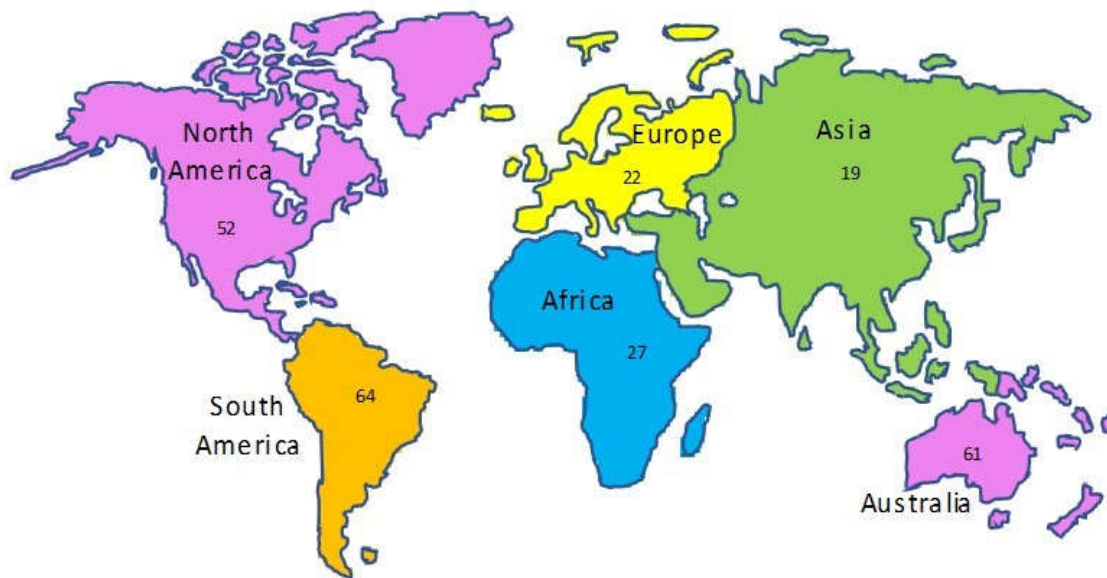 North
America
52
Europe
22
Asia
19
Africa
27
South
America
64
61
Australia